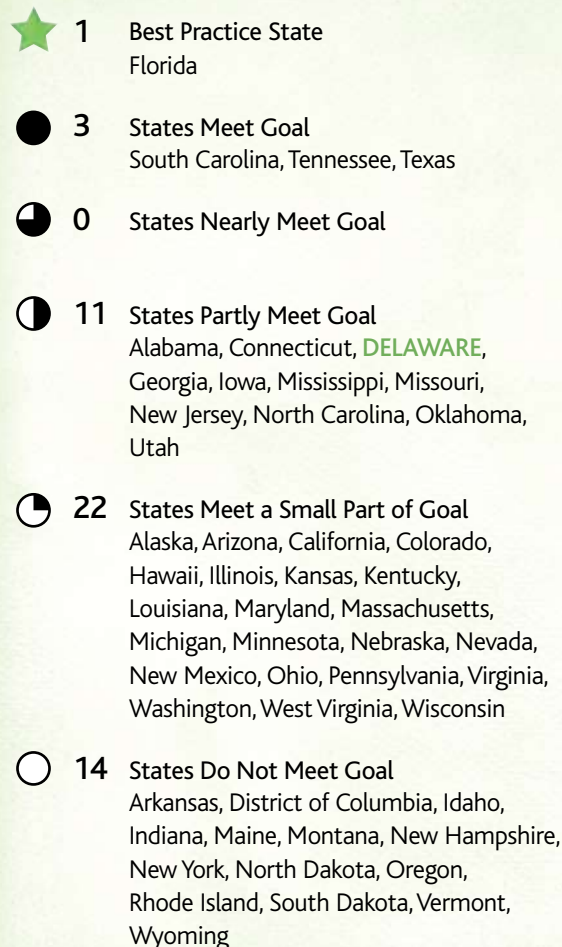 1 Best Practice State
Florida
3 States Meet Goal
South Carolina, Tennessee, Texas
0 States Nearly Meet Goal
11 States Partly Meet Goal
Alabama, Connecticut, DELAWARE,
Georgia, Iowa, Mississippi, Missouri,
New Jersey, North Carolina, Oklahoma,
Utah
22 States Meet a Small Part of Goal
Alaska, Arizona, California, Colorado,
Hawaii, Illinois, Kansas, Kentucky,
Louisiana, Maryland, Massachusetts,
Michigan, Minnesota, Nebraska, Nevada,
New Mexico, Ohio, Pennsylvania, Virginia,
Washington, West Virginia, Wisconsin
14 States Do Not Meet Goal
Arkansas, District of Columbia, Idaho,
Indiana, Maine, Montana, New Hampshire,
New York, North Dakota, Oregon,
Rhode Island, South Dakota, Vermont,
Wyoming